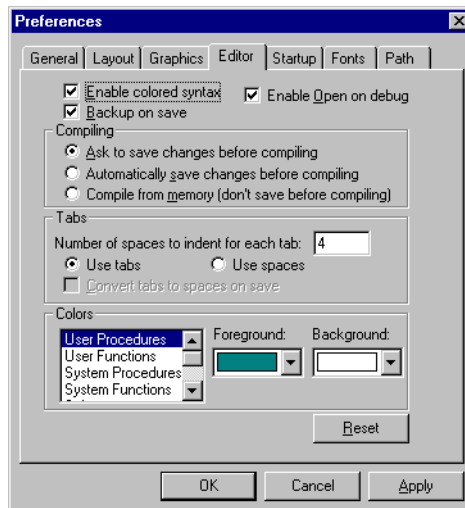 Preferences
General Layout Graphics Editor Startup Fonts Path
Enable colored syntax Enable Open on debug
Backup on save
Compiling
Ask to save changes before compiling
Automatically save changes before compiling
Compile from memory (don't save before compiling)
Tabs
Number of spaces to indent for each tab: 4
Use tabs Use spaces
Convert tabs to spaces on save
Colors
User Procedures Foreground: Background:
User Functions
System Procedures
System Functions
Reset
OK Cancel Apply